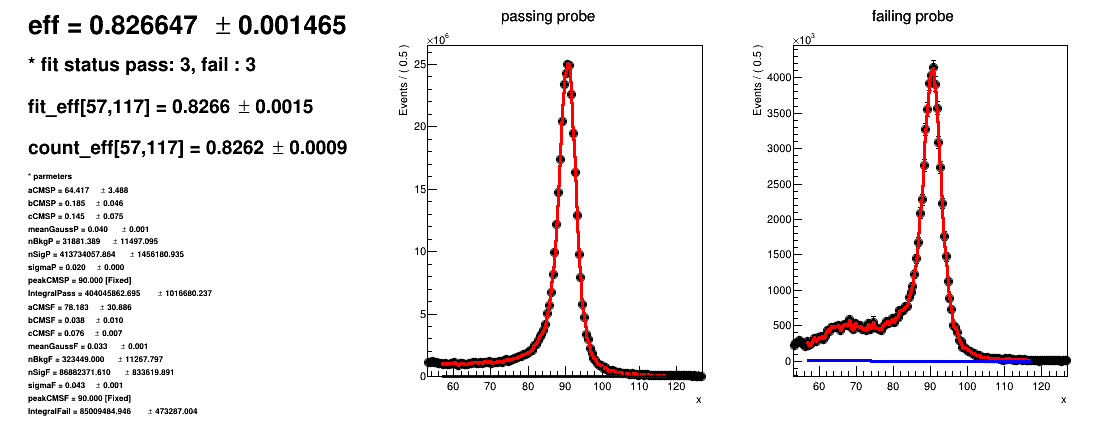 eff = 0.826647 ± 0.001465
* fit status pass: 3, fail : 3
fit_eff[57,117] = 0.8266 ± 0.0015
count_eff[57,117] = 0.8262 ± 0.0009
* parmeters
aCMSP = 64.417 ± 3.488
bCMSP = 0.185 ± 0.046
cCMSP = 0.145 ± 0.075
meanGaussP = 0.040 ± 0.001
nBkgP = 31881.389 ± 11497.095
nSigP = 413734057.864 ± 1456180.935
sigmaP = 0.020 ± 0.000
peakCMSP = 90.000 [Fixed]
IntegralPass = 404045862.695 ± 1016680.237
aCMSF = 78.183 ± 30.886
bCMSF = 0.038 ± 0.010
cCMSF = 0.076 ± 0.007
meanGaussF = 0.033 ± 0.001
nBkgF = 323449.000 ± 11267.797
nSigF = 86882371.610 ± 833619.891
sigmaF = 0.043 ± 0.001
peakCMSF = 90.000 [Fixed]
IntegralFail = 85009484.946 ± 473287.004
passing probe
×10⁶
Events / ( 0.5 )
25
20
15
10
5
0
60 70 80 90 100 110 120
x
failing probe
×10³
Events / ( 0.5 )
4000
3500
3000
2500
2000
1500
1000
500
0
60 70 80 90 100 110 120
x